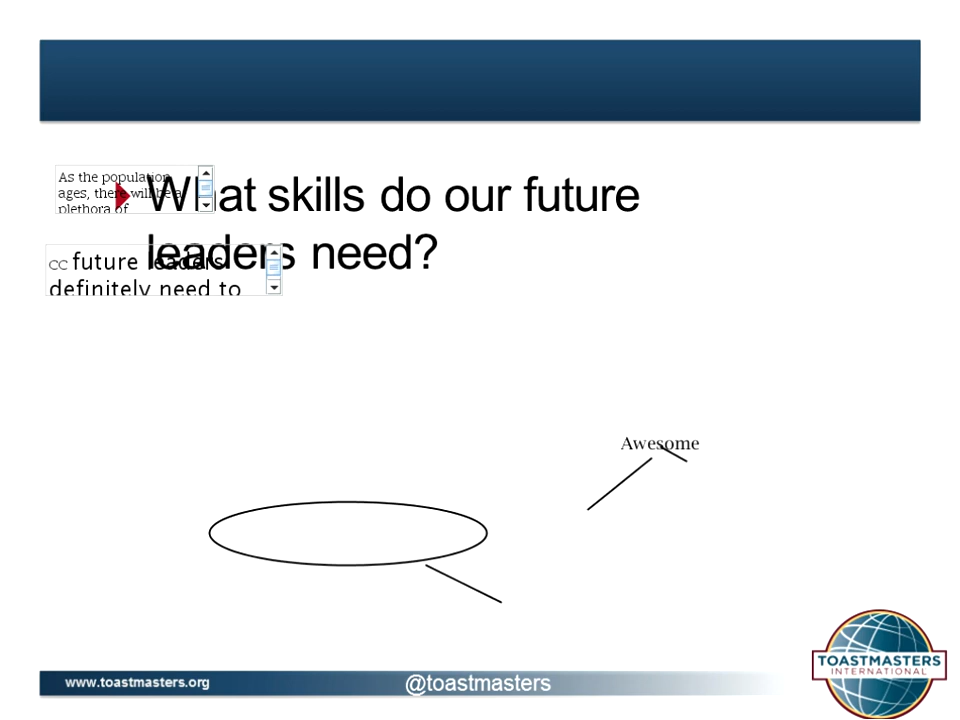 As the population
ages, there will be a
plethora of
What skills do our future
leaders need?
cc future leaders
definitely need to
Awesome
www.toastmasters.org
@toastmasters
TOASTMASTERS
INTERNATIONAL